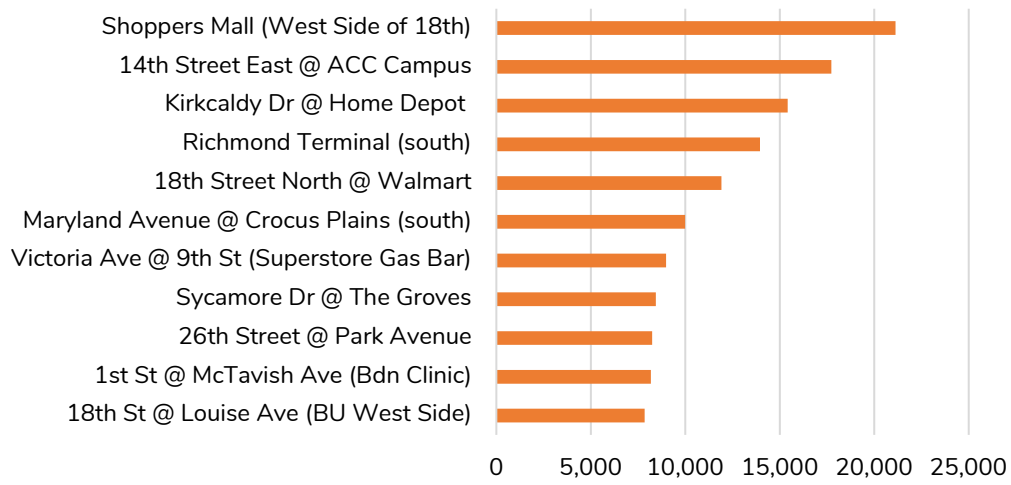 Shoppers Mall (West Side of 18th)
14th Street East @ ACC Campus
Kirkcaldy Dr @ Home Depot
Richmond Terminal (south)
18th Street North @ Walmart
Maryland Avenue @ Crocus Plains (south)
Victoria Ave @ 9th St (Superstore Gas Bar)
Sycamore Dr @ The Groves
26th Street @ Park Avenue
1st St @ McTavish Ave (Bdn Clinic)
18th St @ Louise Ave (BU West Side)
0 5,000 10,000 15,000 20,000 25,000